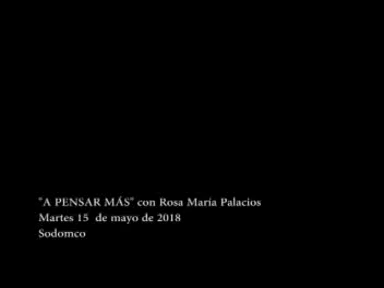 "A PENSAR MÁS" con Rosa María Palacios
Martes 15 de mayo de 2018
Sodomco